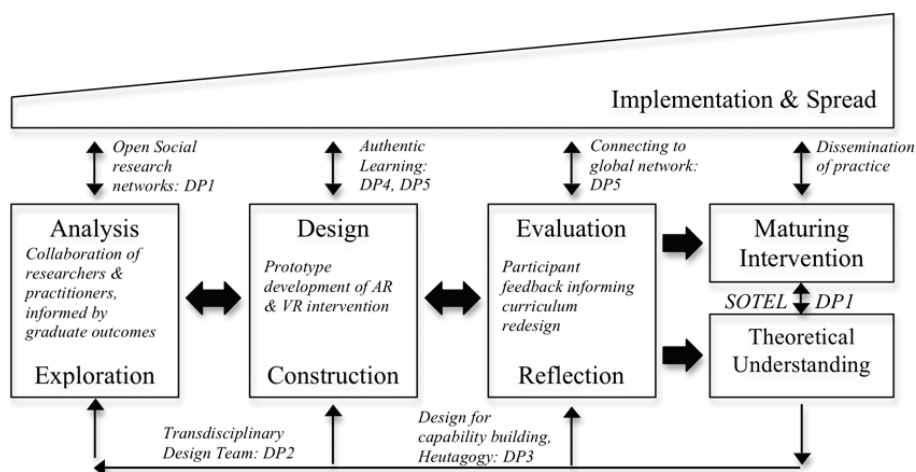 Implementation & Spread
Open Social
research
networks: DP1
Authentic
Learning:
DP4, DP5
Connecting to
global network:
DP5
Dissemination
of practice
Analysis
Collaboration of
researchers &
practitioners,
informed by
graduate outcomes
Exploration
Design
Prototype
development of AR
& VR intervention
Construction
Evaluation
Participant
feedback informing
curriculum
redesign
Reflection
Maturing
Intervention
SOTEL DP1
Theoretical
Understanding
Transdisciplinary
Design Team: DP2
Design for
capability building,
Heutagogy: DP3